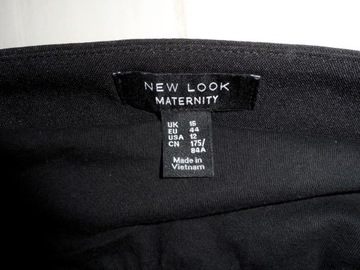 NEW LOOK
MATERNITY
UK 16
EU 44
USA 12
CN 175/
84A
Made in
Vietnam